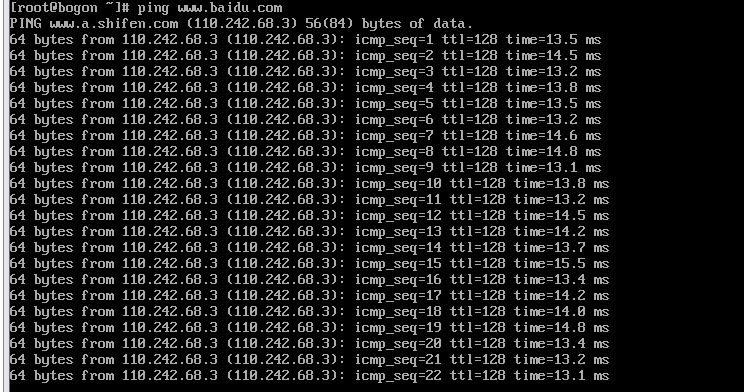 [root@bogon ~]# ping www.baidu.com
PING www.a.shifen.com (110.242.68.3) 56(84) bytes of data.
64 bytes from 110.242.68.3 (110.242.68.3): icmp_seq=1 ttl=128 time=13.5 ms
64 bytes from 110.242.68.3 (110.242.68.3): icmp_seq=2 ttl=128 time=14.5 ms
64 bytes from 110.242.68.3 (110.242.68.3): icmp_seq=3 ttl=128 time=13.2 ms
64 bytes from 110.242.68.3 (110.242.68.3): icmp_seq=4 ttl=128 time=13.8 ms
64 bytes from 110.242.68.3 (110.242.68.3): icmp_seq=5 ttl=128 time=13.5 ms
64 bytes from 110.242.68.3 (110.242.68.3): icmp_seq=6 ttl=128 time=13.2 ms
64 bytes from 110.242.68.3 (110.242.68.3): icmp_seq=7 ttl=128 time=14.6 ms
64 bytes from 110.242.68.3 (110.242.68.3): icmp_seq=8 ttl=128 time=14.8 ms
64 bytes from 110.242.68.3 (110.242.68.3): icmp_seq=9 ttl=128 time=13.1 ms
64 bytes from 110.242.68.3 (110.242.68.3): icmp_seq=10 ttl=128 time=13.8 ms
64 bytes from 110.242.68.3 (110.242.68.3): icmp_seq=11 ttl=128 time=13.2 ms
64 bytes from 110.242.68.3 (110.242.68.3): icmp_seq=12 ttl=128 time=14.5 ms
64 bytes from 110.242.68.3 (110.242.68.3): icmp_seq=13 ttl=128 time=14.2 ms
64 bytes from 110.242.68.3 (110.242.68.3): icmp_seq=14 ttl=128 time=13.7 ms
64 bytes from 110.242.68.3 (110.242.68.3): icmp_seq=15 ttl=128 time=15.5 ms
64 bytes from 110.242.68.3 (110.242.68.3): icmp_seq=16 ttl=128 time=13.4 ms
64 bytes from 110.242.68.3 (110.242.68.3): icmp_seq=17 ttl=128 time=14.2 ms
64 bytes from 110.242.68.3 (110.242.68.3): icmp_seq=18 ttl=128 time=14.0 ms
64 bytes from 110.242.68.3 (110.242.68.3): icmp_seq=19 ttl=128 time=14.8 ms
64 bytes from 110.242.68.3 (110.242.68.3): icmp_seq=20 ttl=128 time=13.4 ms
64 bytes from 110.242.68.3 (110.242.68.3): icmp_seq=21 ttl=128 time=13.2 ms
64 bytes from 110.242.68.3 (110.242.68.3): icmp_seq=22 ttl=128 time=13.1 ms